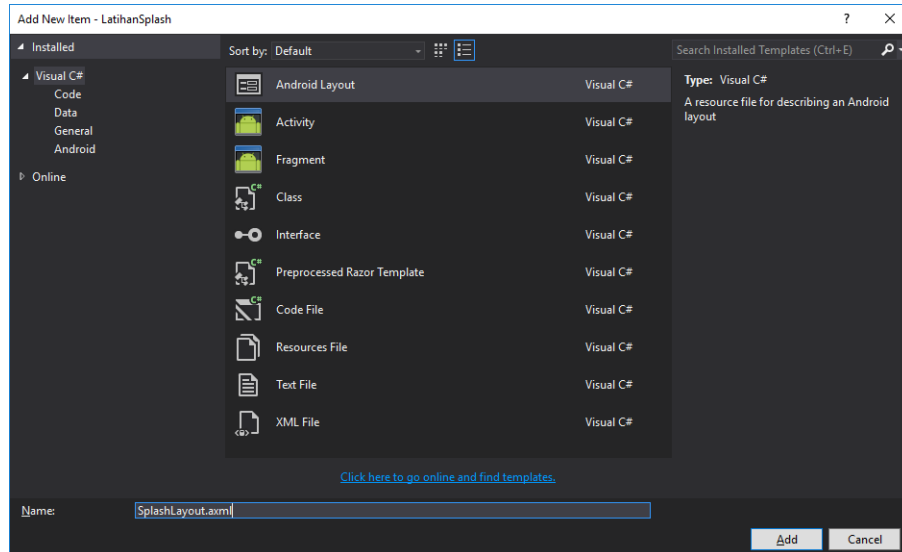 Add New Item - LatihanSplash
? ×
Installed
Sort by: Default
Search Installed Templates (Ctrl+E)
Visual C#
Code
Data
General
Android
Online
Android Layout Visual C#
Activity Visual C#
Fragment Visual C#
C# Class Visual C#
Interface Visual C#
C# Preprocessed Razor Template Visual C#
C# Code File Visual C#
Resources File Visual C#
Text File Visual C#
XML File Visual C#
Type: Visual C#
A resource file for describing an Android
layout
Click here to go online and find templates.
Name: SplashLayout.axml
Add Cancel